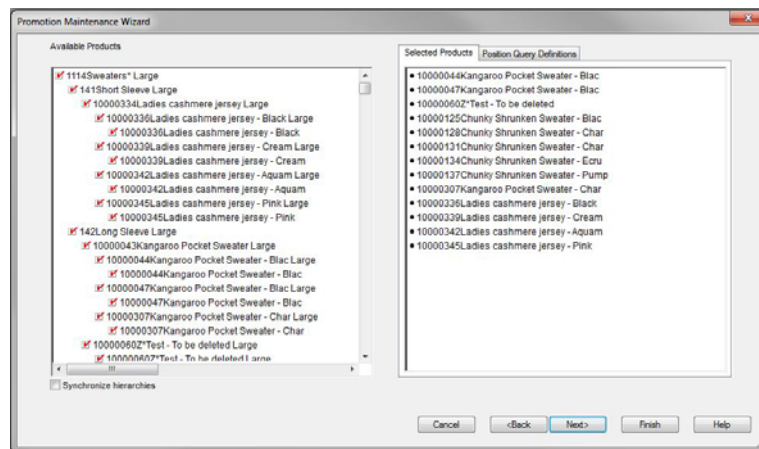 Promotion Maintenance Wizard
Available Products
1114Sweaters* Large
141Short Sleeve Large
10000334Ladies cashmere jersey Large
10000336Ladies cashmere jersey - Black Large
10000336Ladies cashmere jersey - Black
10000339Ladies cashmere jersey - Cream Large
10000339Ladies cashmere jersey - Cream
10000342Ladies cashmere jersey - Aquam Large
10000342Ladies cashmere jersey - Aquam
10000345Ladies cashmere jersey - Pink Large
10000345Ladies cashmere jersey - Pink
142Long Sleeve Large
10000043Kangaroo Pocket Sweater Large
10000044Kangaroo Pocket Sweater - Blac Large
10000044Kangaroo Pocket Sweater - Blac
10000047Kangaroo Pocket Sweater - Blac Large
10000047Kangaroo Pocket Sweater - Blac
10000307Kangaroo Pocket Sweater - Char Large
10000307Kangaroo Pocket Sweater - Char
10000060Z*Test - To be deleted Large
10000060Z*Test - To be deleted Large
Synchronize hierarchies
Selected Products Position Query Definitions
10000044Kangaroo Pocket Sweater - Blac
10000047Kangaroo Pocket Sweater - Blac
10000060Z*Test - To be deleted
10000125Chunky Shrunken Sweater - Blac
10000128Chunky Shrunken Sweater - Char
10000131Chunky Shrunken Sweater - Char
10000134Chunky Shrunken Sweater - Ecru
10000137Chunky Shrunken Sweater - Pump
10000307Kangaroo Pocket Sweater - Char
10000336Ladies cashmere jersey - Black
10000339Ladies cashmere jersey - Cream
10000342Ladies cashmere jersey - Aquam
10000345Ladies cashmere jersey - Pink
Cancel <Back Next> Finish Help